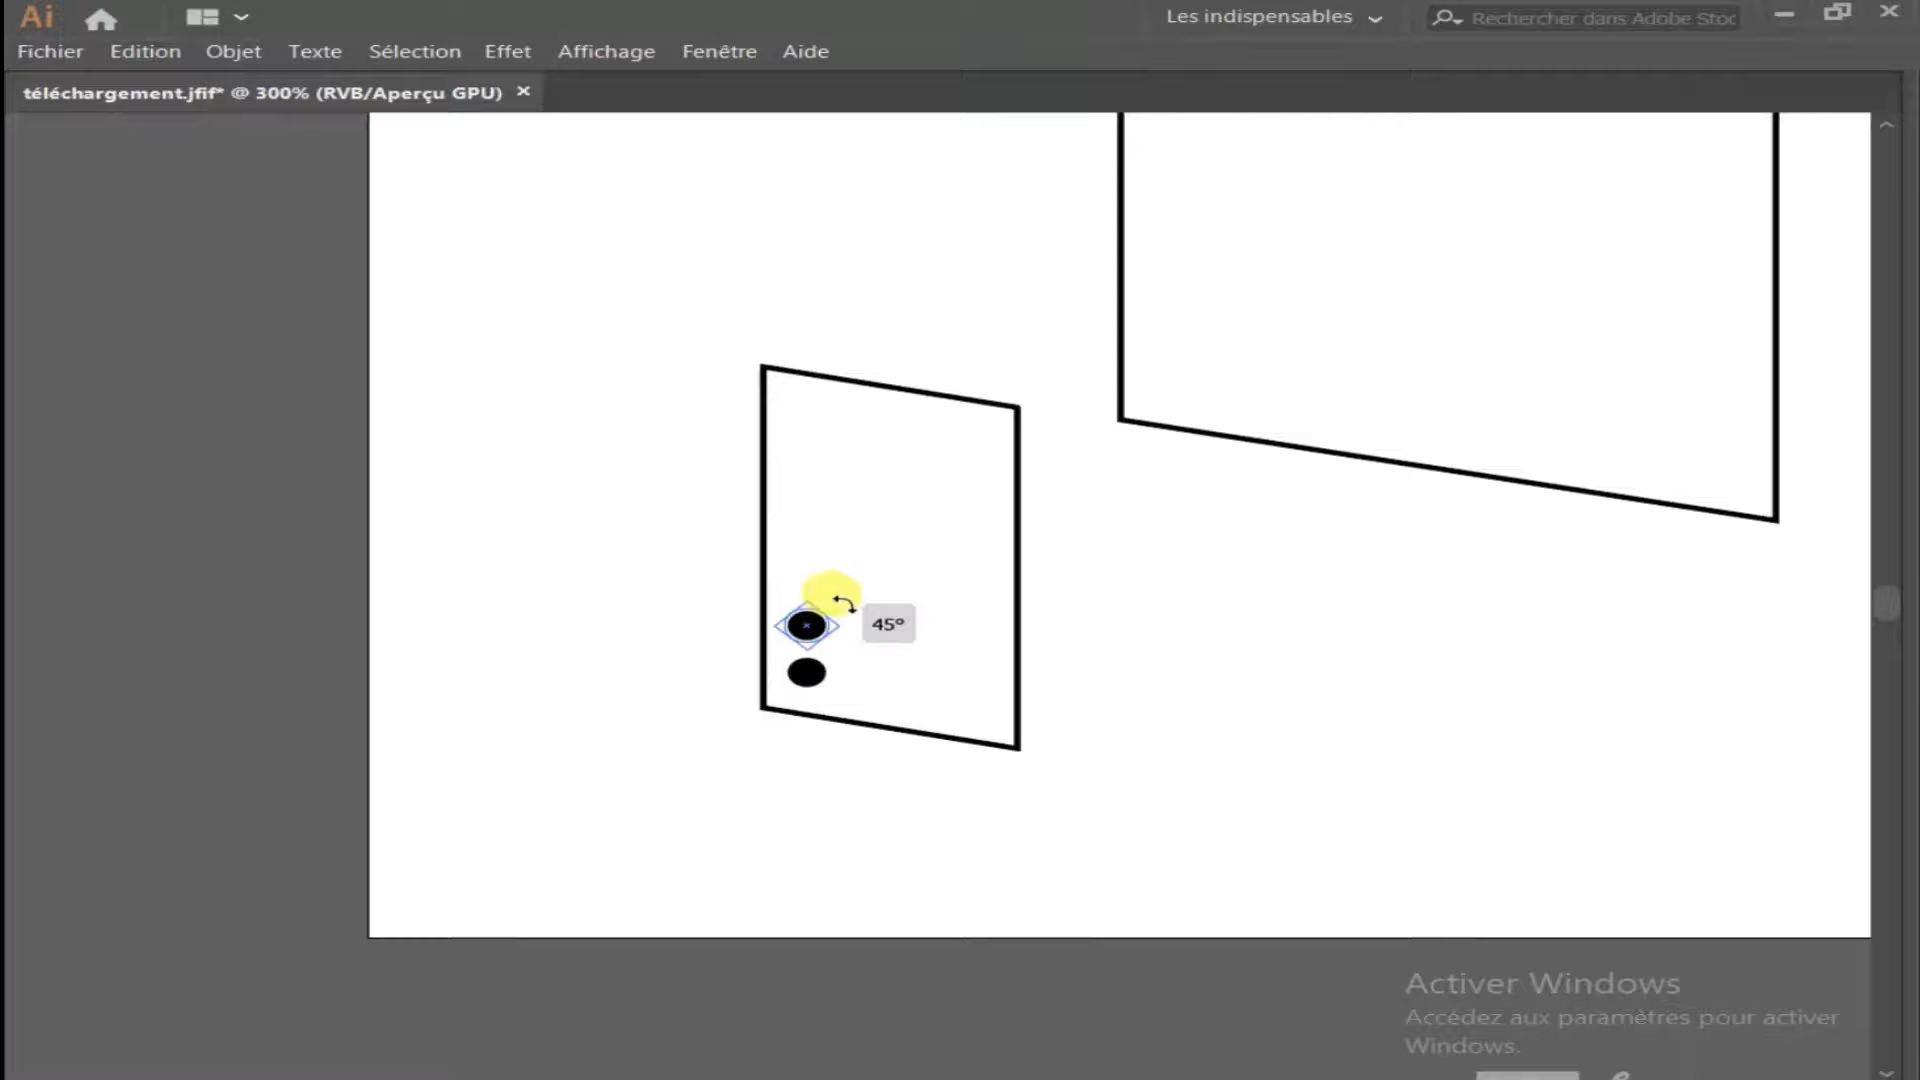 Ai
Les indispensables
Rechercher dans Adobe Stoc
Fichier Edition Objet Texte Sélection Effet Affichage Fenêtre Aide
téléchargement.jfif* @ 300% (RVB/Aperçu GPU) ×
45°
Activer Windows
Accédez aux paramètres pour activer
Windows.